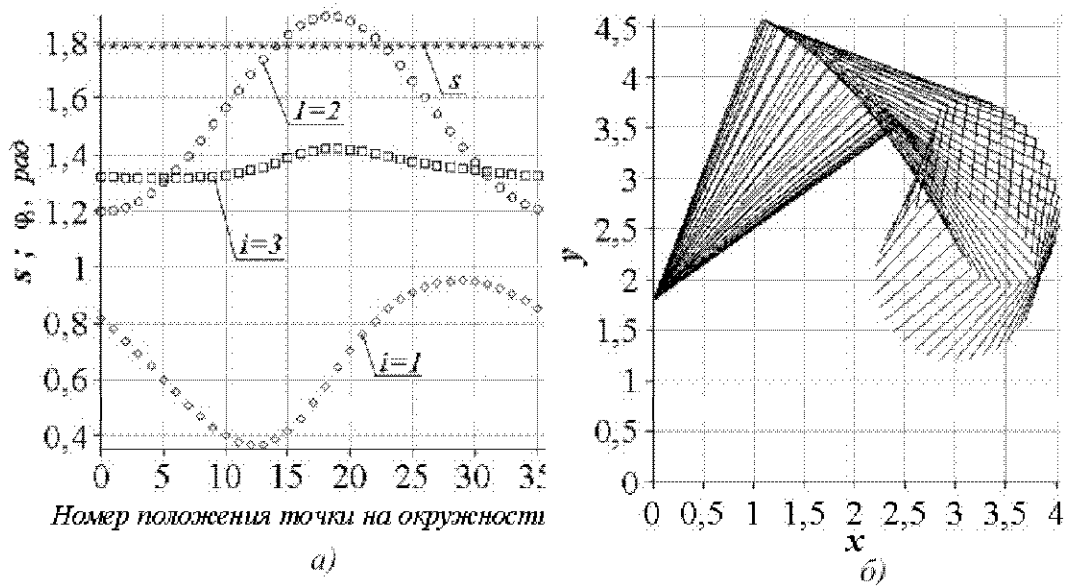 s ; φᵢ, рад
1,8
1,6
1,4
1,2
1
0,8
0,6
0,4
0 5 10 15 20 25 30 35
I=2
s
i=3
i=1
Номер положения точки на окружности
а)
y
4,5
4
3,5
3
2,5
2
1,5
1
0,5
0
0 0,5 1 1,5 2 2,5 3 3,5 4
x
б)